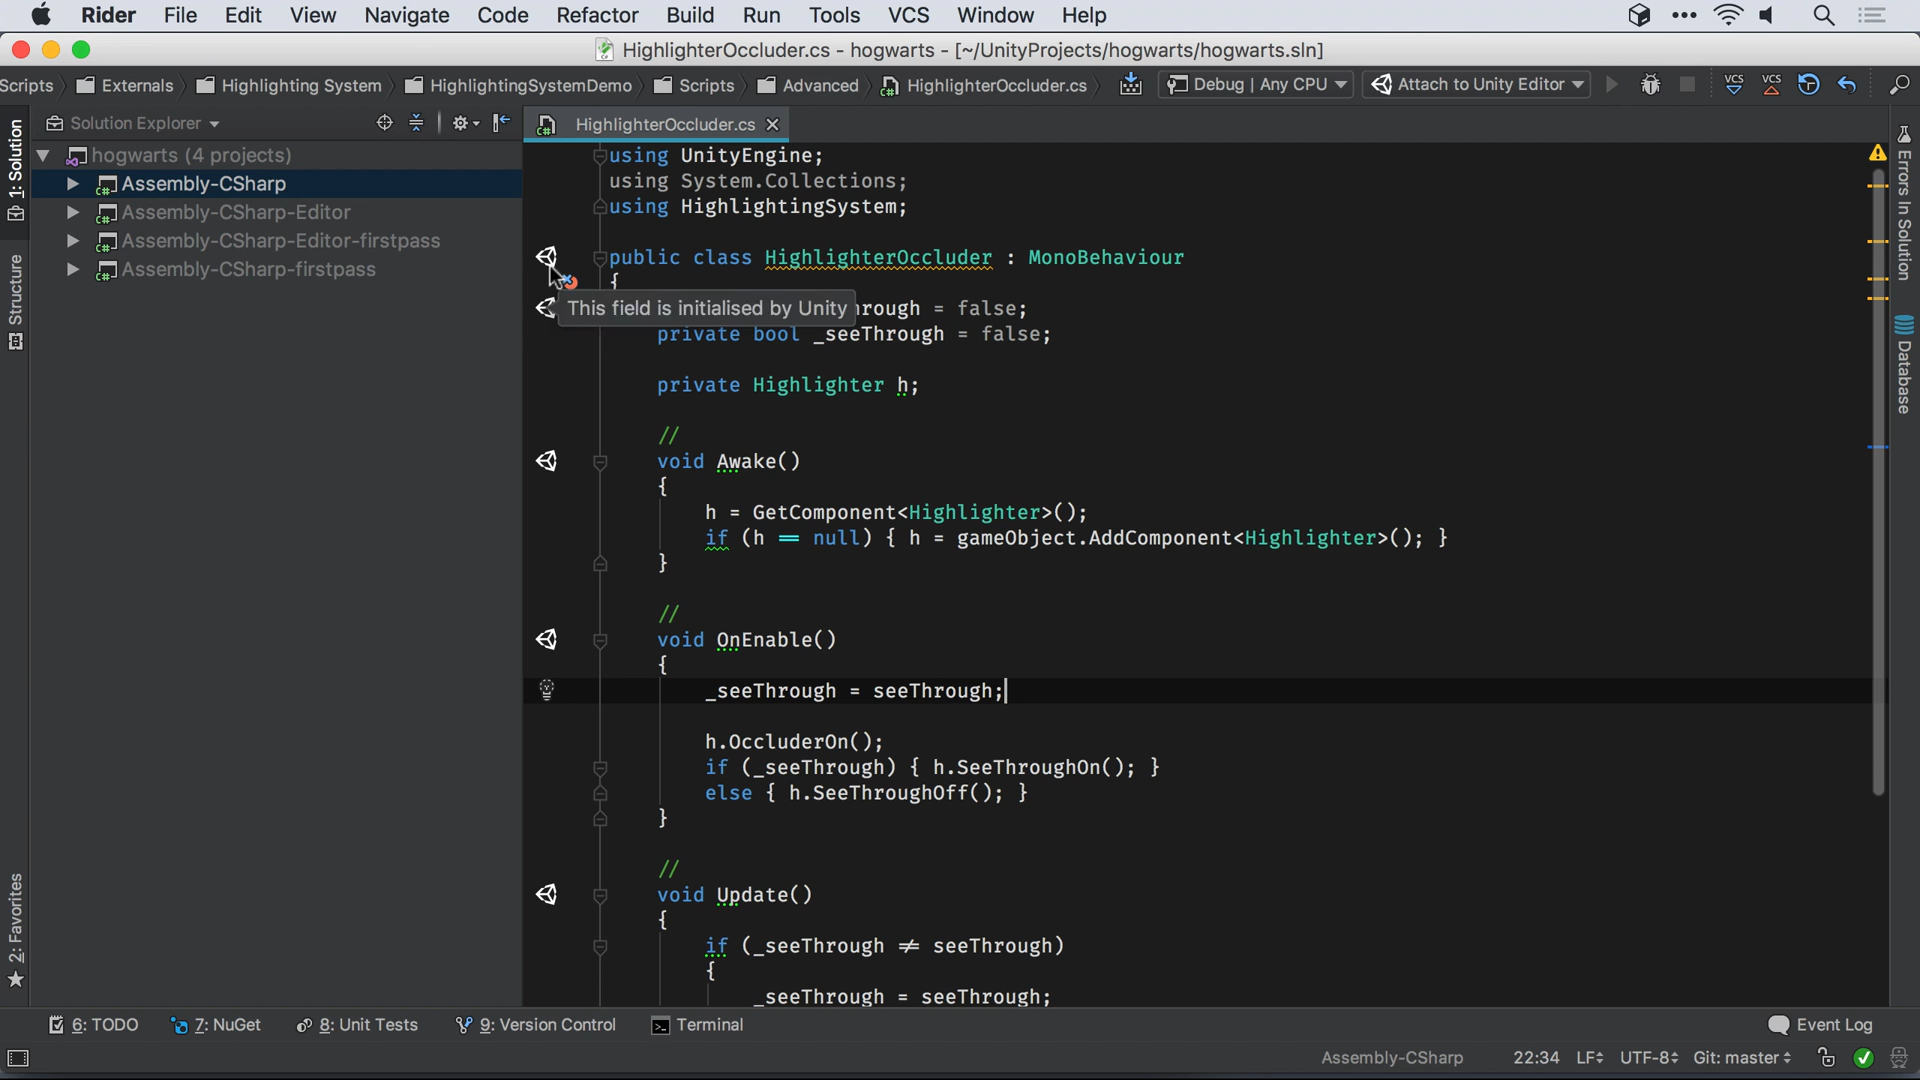 Rider File Edit View Navigate Code Refactor Build Run Tools VCS Window Help
HighlighterOccluder.cs - hogwarts - [~/UnityProjects/hogwarts/hogwarts.sln]
Scripts Externals Highlighting System HighlightingSystemDemo Scripts Advanced HighlighterOccluder.cs Debug | Any CPU Attach to Unity Editor VCS VCS
Solution Explorer
HighlighterOccluder.cs
1: Solution
Structure
2: Favorites
hogwarts (4 projects)
Assembly-CSharp
Assembly-CSharp-Editor
Assembly-CSharp-Editor-firstpass
Assembly-CSharp-firstpass
using UnityEngine;
using System.Collections;
using HighlightingSystem;
public class HighlighterOccluder : MonoBehaviour
{
This field is initialised by Unity
hrough = false;
private bool _seeThrough = false;
private Highlighter h;
//
void Awake()
{
h = GetComponent<Highlighter>();
if (h == null) { h = gameObject.AddComponent<Highlighter>(); }
}
//
void OnEnable()
{
_seeThrough = seeThrough;
h.OccluderOn();
if (_seeThrough) { h.SeeThroughOn(); }
else { h.SeeThroughOff(); }
}
//
void Update()
{
if (_seeThrough ≠ seeThrough)
{
_seeThrough = seeThrough;
Errors In Solution
Database
6: TODO 7: NuGet 8: Unit Tests 9: Version Control Terminal Event Log
Assembly-CSharp 22:34 LF UTF-8 Git: master